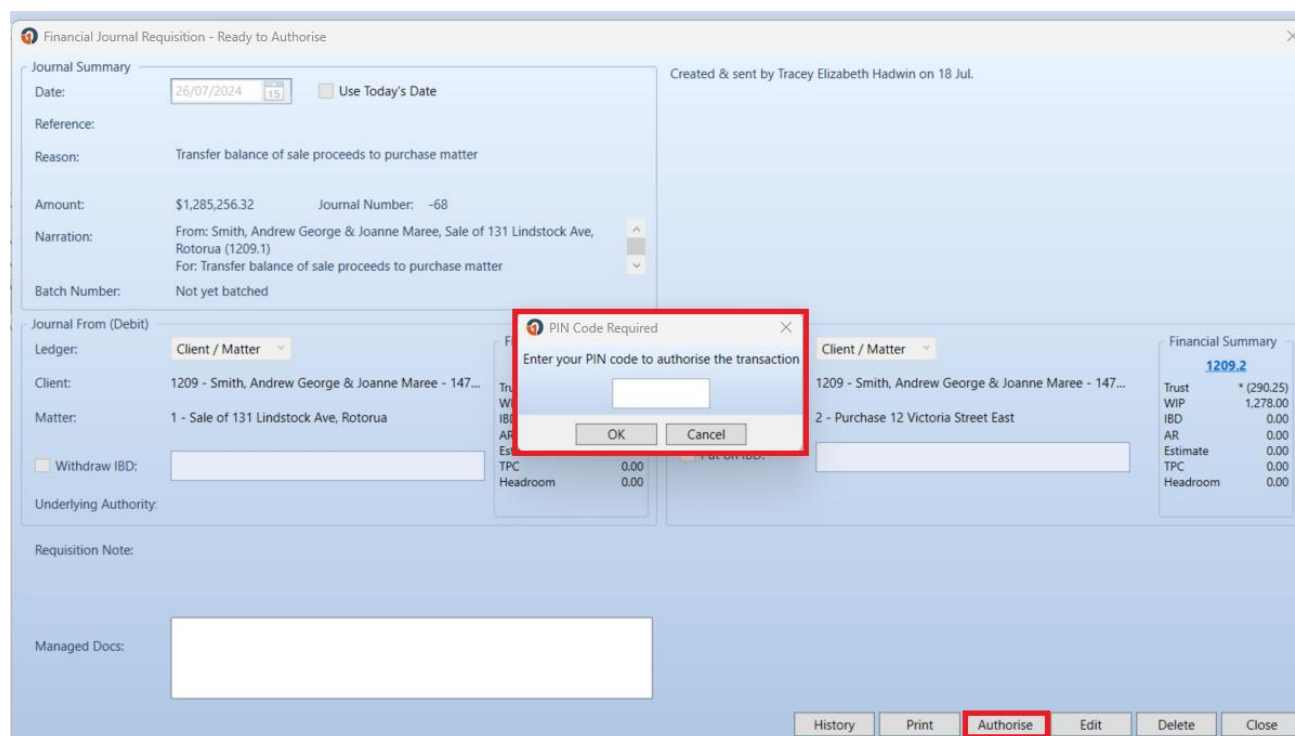 Financial Journal Requisition - Ready to Authorise
Journal Summary
Date: 26/07/2024 15 Use Today's Date
Created & sent by Tracey Elizabeth Hadwin on 18 Jul.
Reference:
Reason: Transfer balance of sale proceeds to purchase matter
Amount: $1,285,256.32 Journal Number: -68
Narration: From: Smith, Andrew George & Joanne Maree, Sale of 131 Lindstock Ave,
Rotorua (1209.1)
For: Transfer balance of sale proceeds to purchase matter
Batch Number: Not yet batched
Journal From (Debit)
Ledger: Client / Matter
Client: 1209 - Smith, Andrew George & Joanne Maree - 147...
Matter: 1 - Sale of 131 Lindstock Ave, Rotorua
Withdraw IBD:
Underlying Authority:
TPC 0.00
Headroom 0.00
PIN Code Required
Enter your PIN code to authorise the transaction
OK Cancel
Client / Matter
1209 - Smith, Andrew George & Joanne Maree - 147...
2 - Purchase 12 Victoria Street East
Financial Summary
1209.2
Trust * (290.25)
WIP 1,278.00
IBD 0.00
AR 0.00
Estimate 0.00
TPC 0.00
Headroom 0.00
Requisition Note:
Managed Docs:
History Print Authorise Edit Delete Close